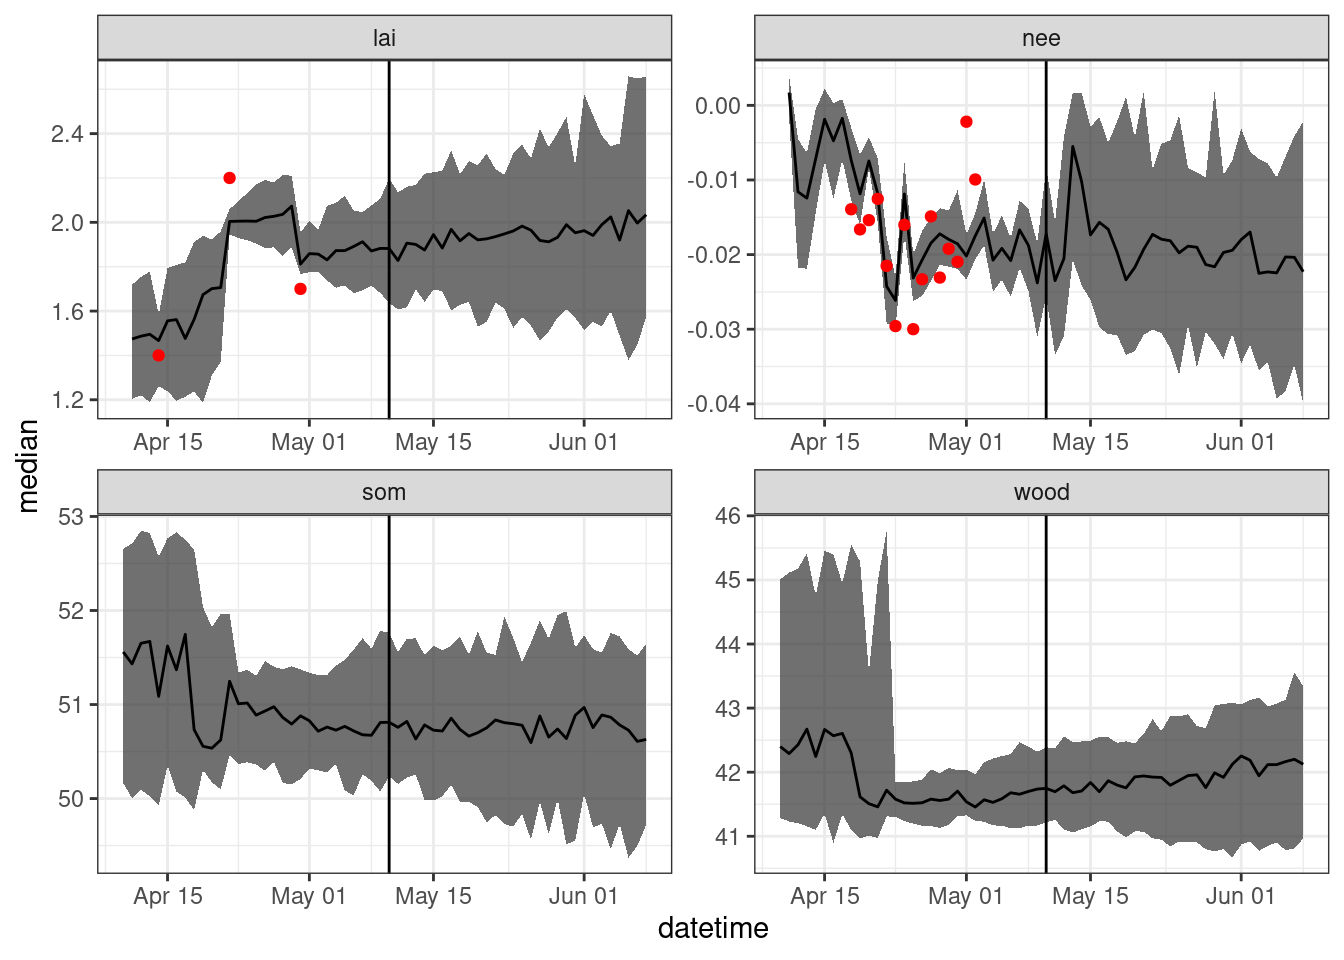 lai
nee
2.4
2.0
1.6
1.2
0.00
-0.01
-0.02
-0.03
-0.04
Apr 15 May 01 May 15 Jun 01
Apr 15 May 01 May 15 Jun 01
som
wood
53
52
51
50
46
45
44
43
42
41
Apr 15 May 01 May 15 Jun 01
Apr 15 May 01 May 15 Jun 01
median
datetime